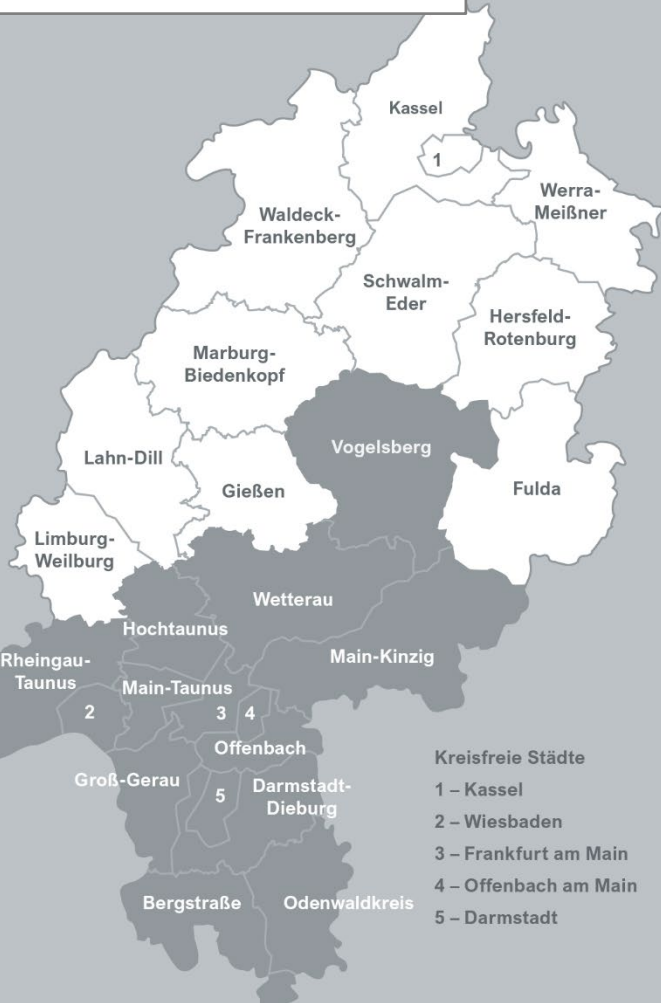 Kassel
1
Werra-
Meißner
Waldeck-
Frankenberg
Schwalm-
Eder
Hersfeld-
Rotenburg
Marburg-
Biedenkopf
Vogelsberg
Lahn-Dill
Gießen
Fulda
Limburg-
Weilburg
Wetterau
Hochtaunus
Main-Kinzig
Rheingau-
Taunus
Main-Taunus
2
3
4
Offenbach
Groß-Gerau
5
Darmstadt-
Dieburg
Bergstraße
Odenwaldkreis
Kreisfreie Städte
1 – Kassel
2 – Wiesbaden
3 – Frankfurt am Main
4 – Offenbach am Main
5 – Darmstadt